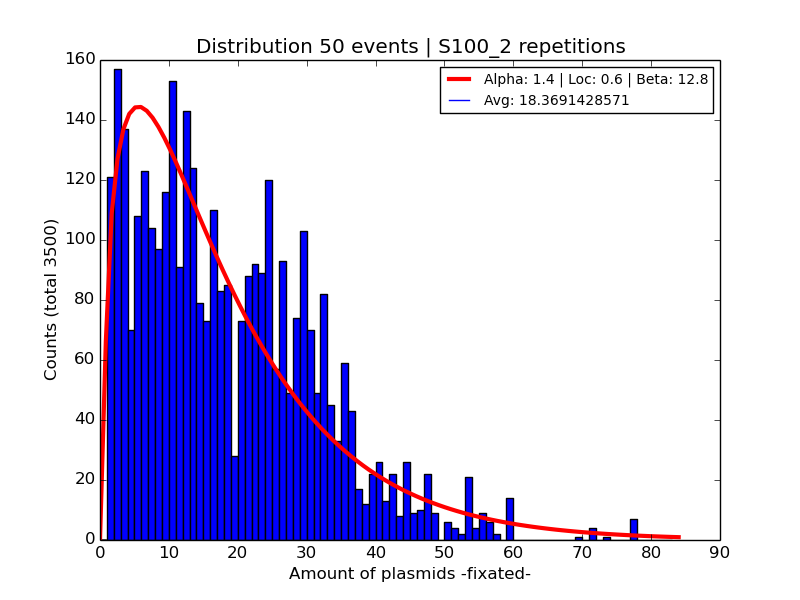 Distribution 50 events | S100_2 repetitions
Alpha: 1.4 | Loc: 0.6 | Beta: 12.8
Avg: 18.3691428571
160
140
120
100
80
60
40
20
0
Counts (total 3500)
0 10 20 30 40 50 60 70 80 90
Amount of plasmids -fixated-